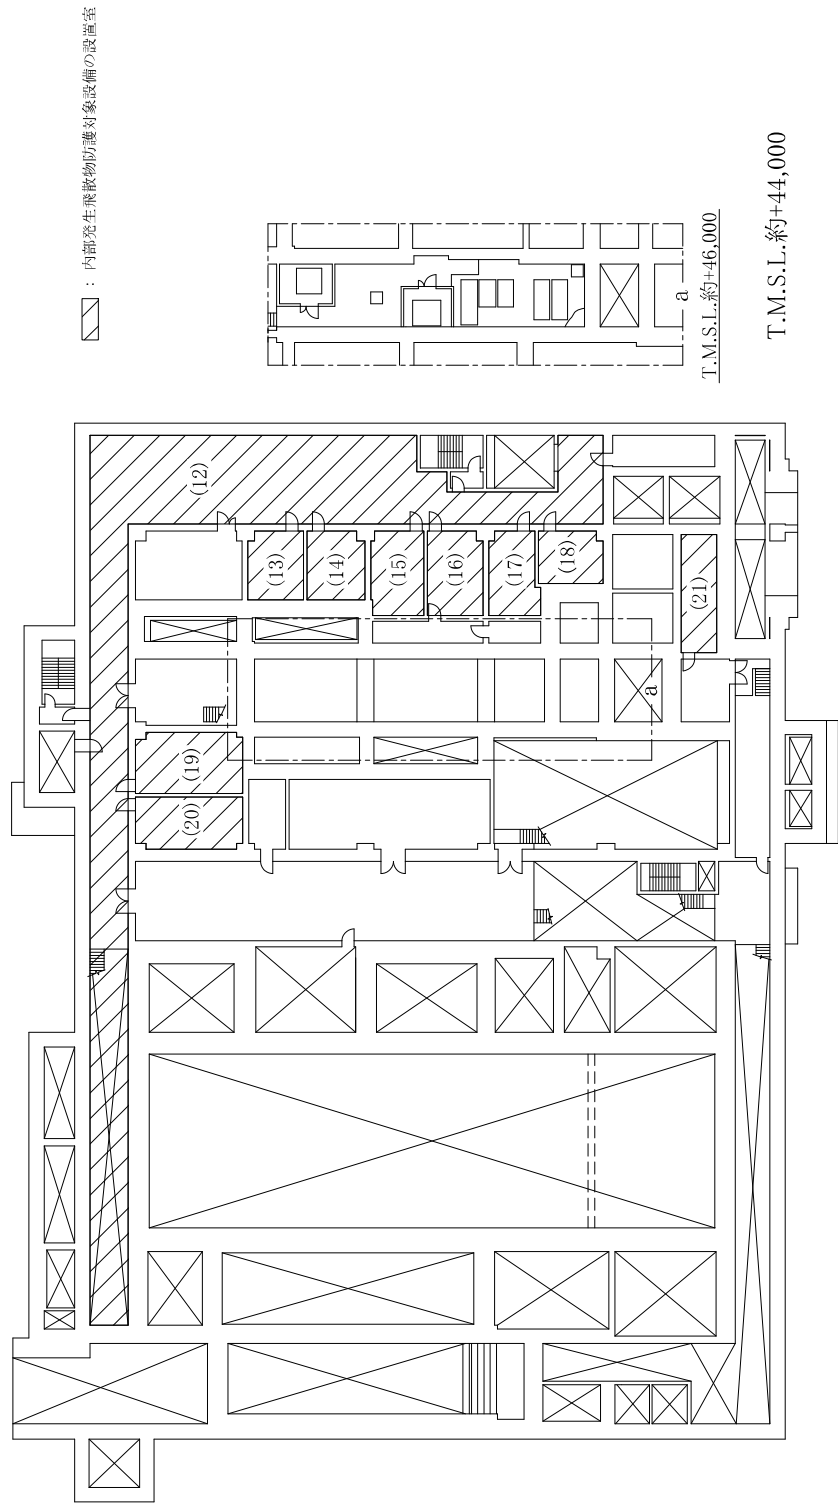 ：内部発生飛散物防護対象設備の設置室
(12)
(13)
(14)
(15)
(16)
(17)
(18)
(21)
(19)
(20)
a
a
T.M.S.L.約+46,000
T.M.S.L.約+44,000